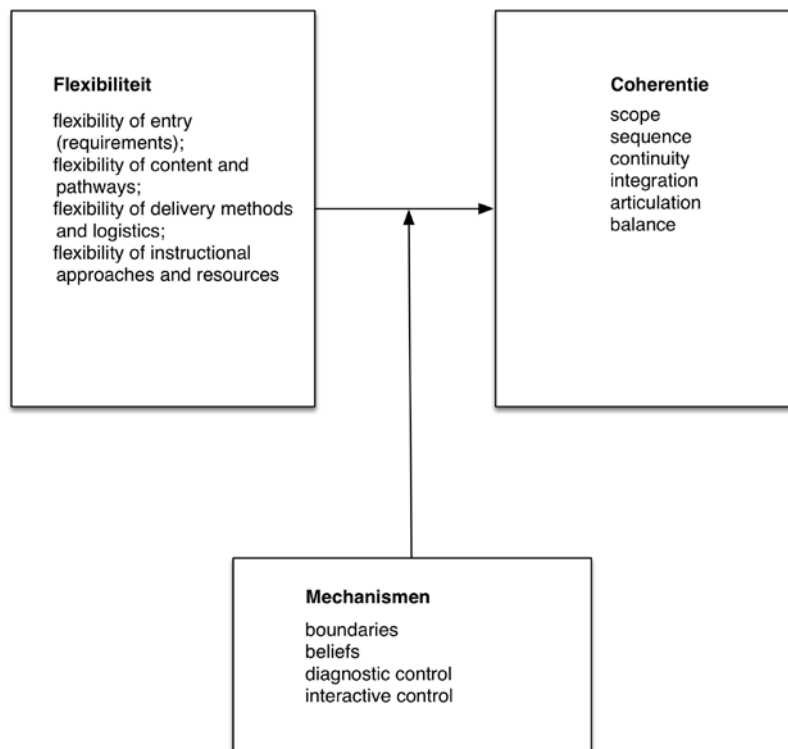 Flexibiliteit
flexibility of entry
(requirements);
flexibility of content and
pathways;
flexibility of delivery methods
and logistics;
flexibility of instructional
approaches and resources
Coherentie
scope
sequence
continuity
integration
articulation
balance
Mechanismen
boundaries
beliefs
diagnostic control
interactive control